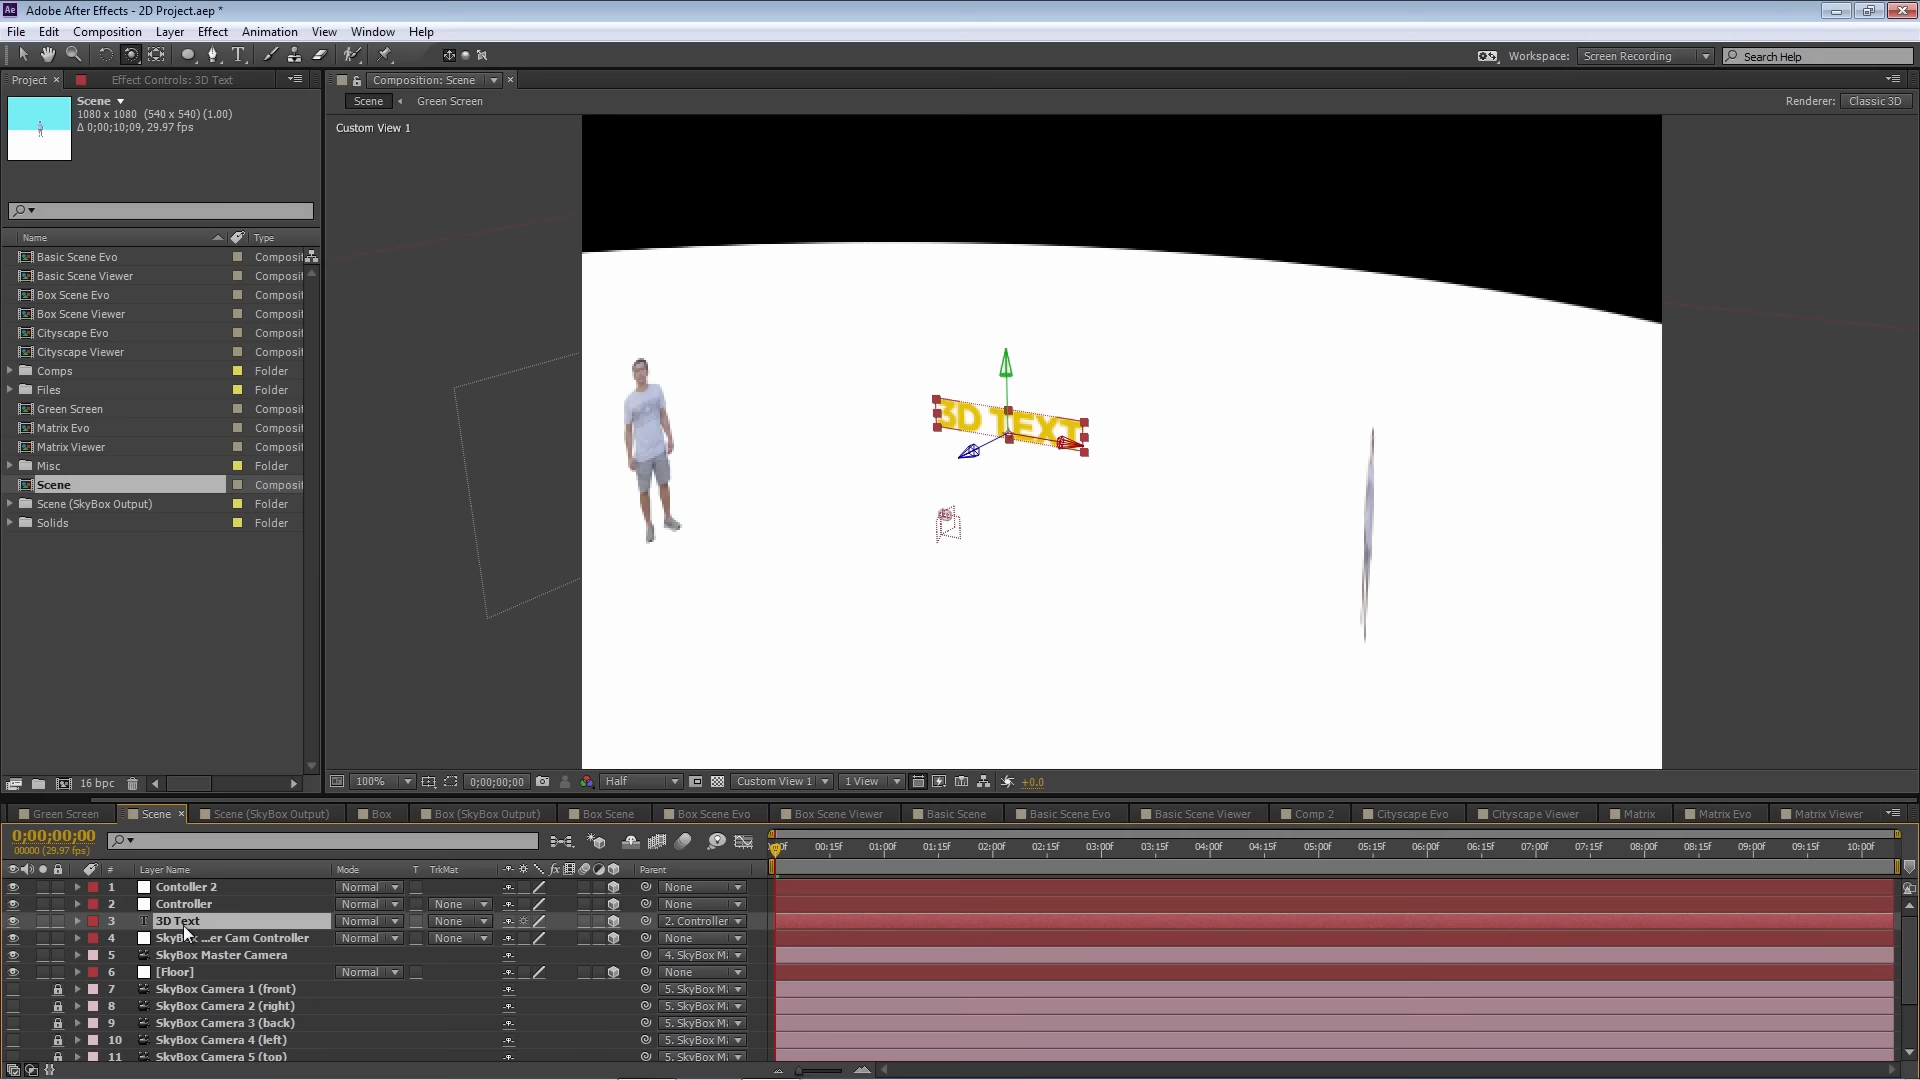 Adobe After Effects - 2D Project.aep *
File Edit Composition Layer Effect Animation View Window Help
Workspace: Screen Recording Search Help
Project Effect Controls: 3D Text Composition: Scene
Scene
1080 x 1080 (540 x 540) (1.00)
Δ 0;00;10;09, 29.97 fps
Scene Green Screen Renderer: Classic 3D
Custom View 1
Name Type
Basic Scene Evo Composit
Basic Scene Viewer Composit
Box Scene Evo Composit
Box Scene Viewer Composit
Cityscape Evo Composit
Cityscape Viewer Composit
Comps Folder
Files Folder
Green Screen Composit
Matrix Evo Composit
Matrix Viewer Composit
Misc Folder
Scene Composit
Scene (SkyBox Output) Folder
Solids Folder
3D TEXT
16 bpc 100% 0;00;00;00 Half Custom View 1 1 View +0.0
Green Screen Scene Scene (SkyBox Output) Box Box (SkyBox Output) Box Scene Box Scene Evo Box Scene Viewer Basic Scene Basic Scene Evo Basic Scene Viewer Comp 2 Cityscape Evo Cityscape Viewer Matrix Matrix Evo Matrix Viewer
0;00;00;00
00000 (29.97 fps)
00:15f 01:00f 01:15f 02:00f 02:15f 03:00f 03:15f 04:00f 04:15f 05:00f 05:15f 06:00f 06:15f 07:00f 07:15f 08:00f 08:15f 09:00f 09:15f 10:00f
# Layer Name Mode T TrkMat fx Parent
1 Contoller 2 Normal None
2 Controller Normal None None
3 T 3D Text Normal None 2. Controller
4 SkyBox ...er Cam Controller Normal None None
5 SkyBox Master Camera 4. SkyBox Ma
6 [Floor] Normal None
7 SkyBox Camera 1 (front) 5. SkyBox Ma
8 SkyBox Camera 2 (right) 5. SkyBox Ma
9 SkyBox Camera 3 (back) 5. SkyBox Ma
10 SkyBox Camera 4 (left) 5. SkyBox Ma
11 SkyBox Camera 5 (top) 5. SkyBox Ma